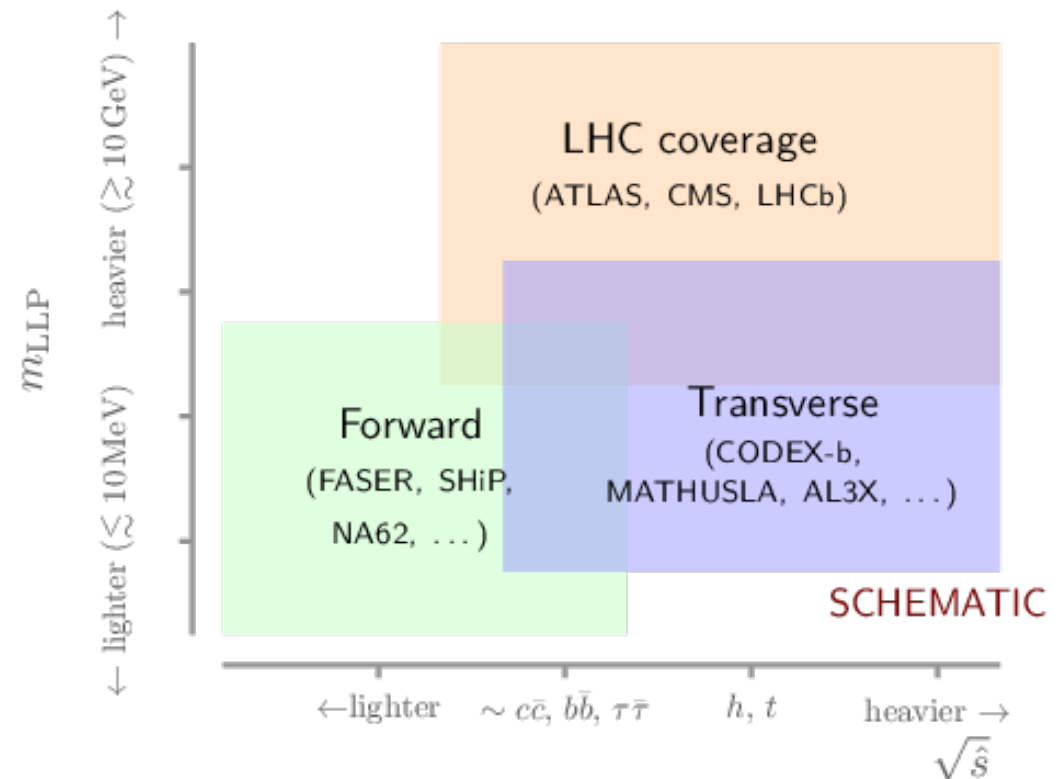 LHC coverage
(ATLAS, CMS, LHCb)
Transverse
(CODEX-b,
MATHUSLA, AL3X, ...)
Forward
(FASER, SHiP,
NA62, ...)
SCHEMATIC
m_LLP
← lighter (≲ 10 MeV)
heavier (≳ 10 GeV) →
←lighter
∼ cc̄, bb̄, ττ̄
h, t
heavier →
√ŝ